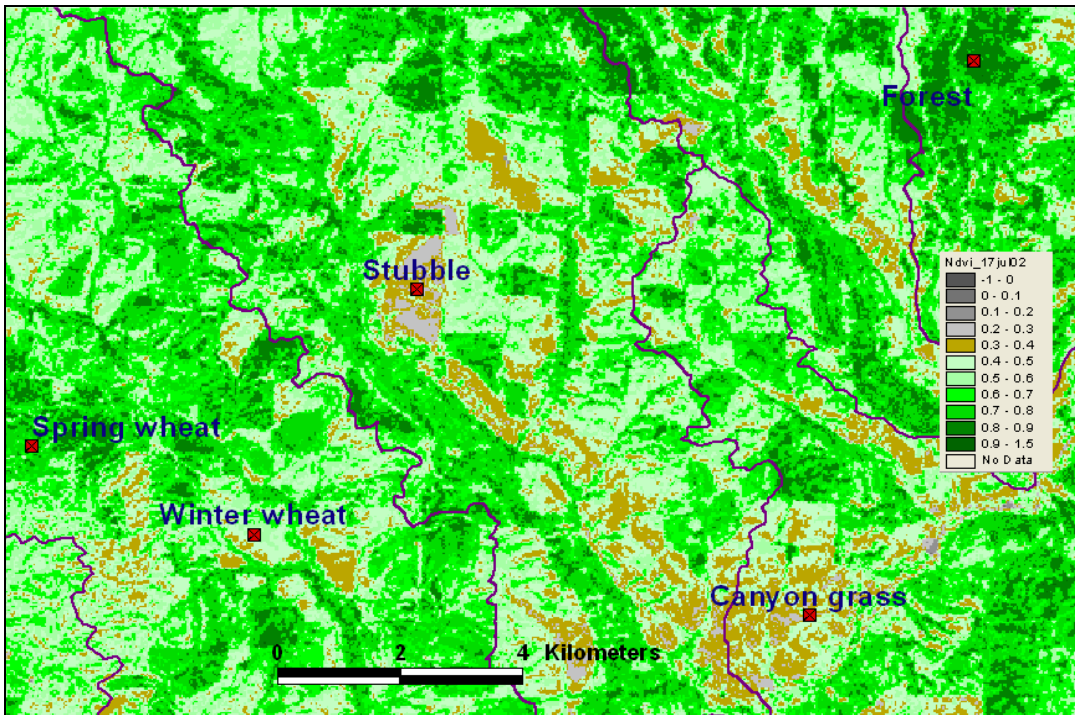 Forest
Ndvi_17jul02
-1 - 0
0 - 0.1
0.1 - 0.2
0.2 - 0.3
0.3 - 0.4
0.4 - 0.5
0.5 - 0.6
0.6 - 0.7
0.7 - 0.8
0.8 - 0.9
0.9 - 1.5
No Data
Stubble
Spring wheat
Winter wheat
Canyon grass
0 2 4 Kilometers